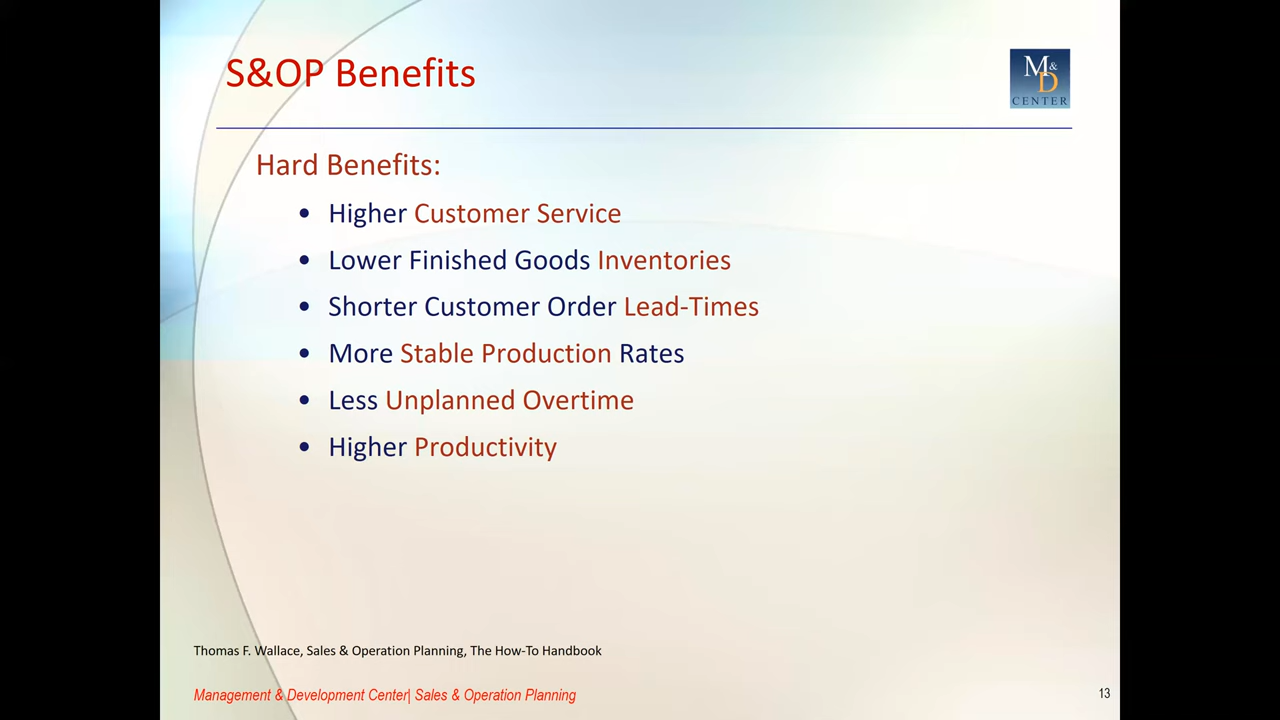 S&OP Benefits
M&
D
CENTER
Hard Benefits:
• Higher Customer Service
• Lower Finished Goods Inventories
• Shorter Customer Order Lead-Times
• More Stable Production Rates
• Less Unplanned Overtime
• Higher Productivity
Thomas F. Wallace, Sales & Operation Planning, The How-To Handbook
Management & Development Center| Sales & Operation Planning
13